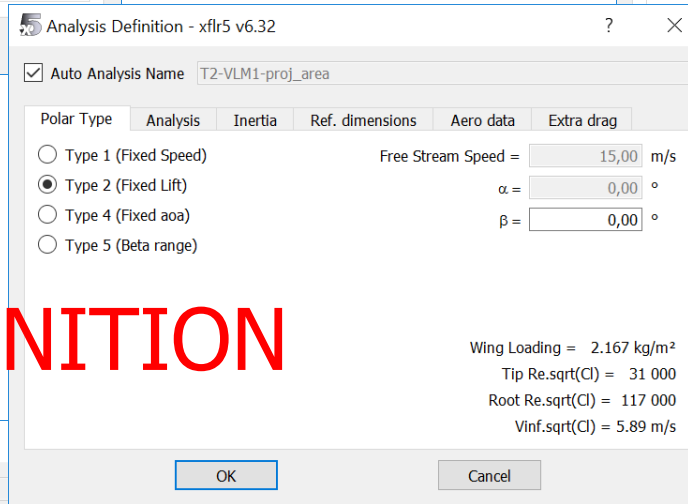 Analysis Definition - xflr5 v6.32
?
Auto Analysis Name T2-VLM1-proj_area
Polar Type Analysis Inertia Ref. dimensions Aero data Extra drag
Type 1 (Fixed Speed) Free Stream Speed = 15,00 m/s
Type 2 (Fixed Lift) α = 0,00 °
Type 4 (Fixed aoa) β = 0,00 °
Type 5 (Beta range)
NITION
Wing Loading = 2.167 kg/m²
Tip Re.sqrt(Cl) = 31 000
Root Re.sqrt(Cl) = 117 000
Vinf.sqrt(Cl) = 5.89 m/s
OK Cancel